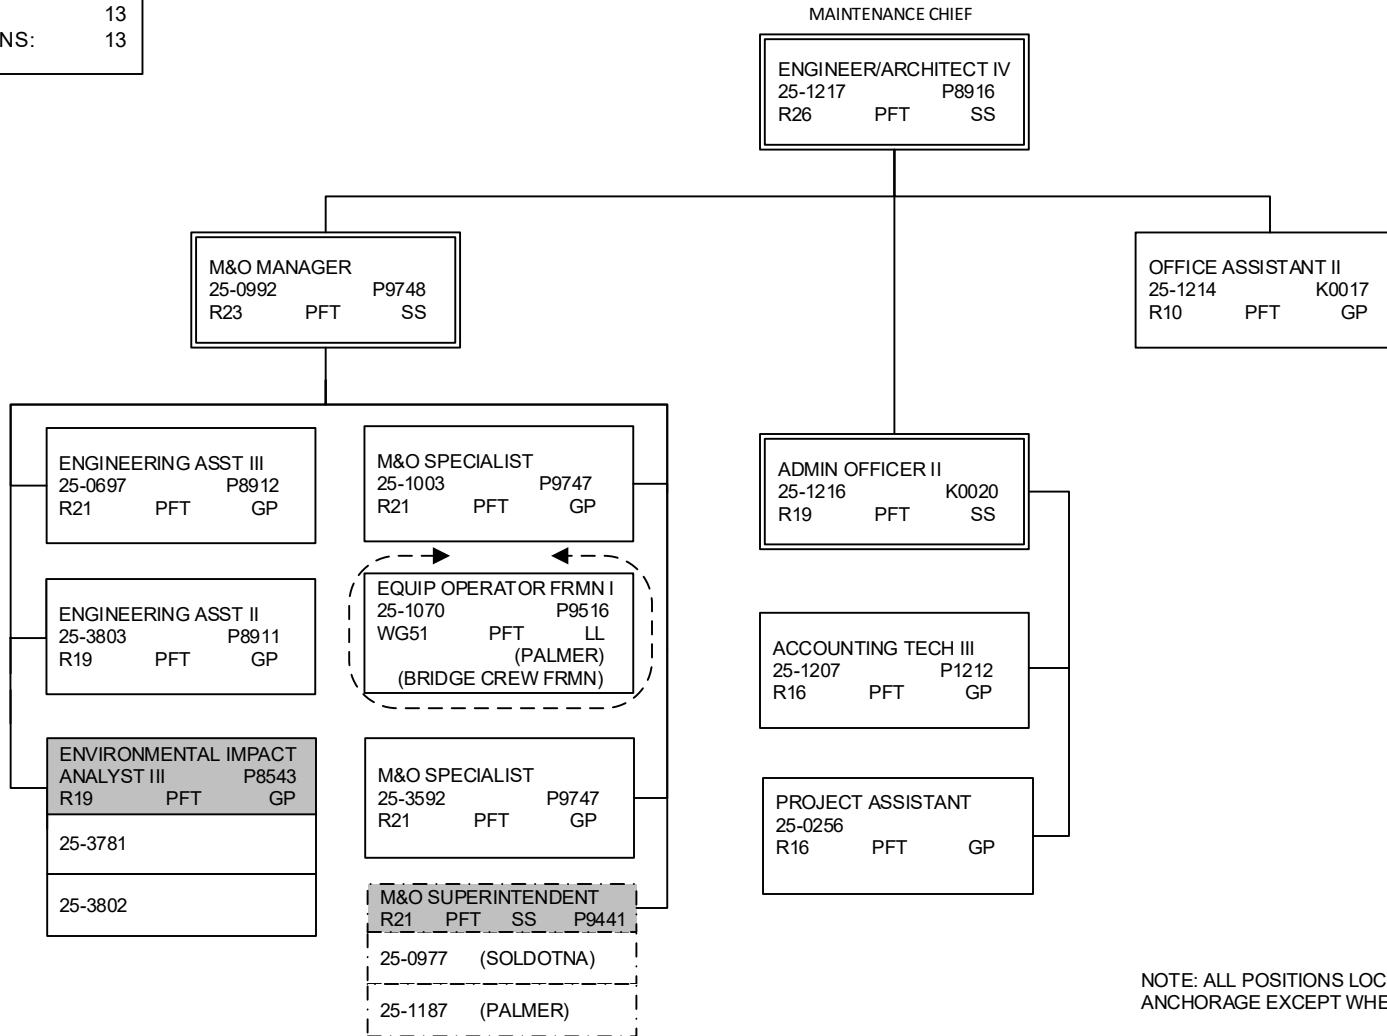 13
NS: 13
MAINTENANCE CHIEF
ENGINEER/ARCHITECT IV
25-1217 P8916
R26 PFT SS
M&O MANAGER
25-0992 P9748
R23 PFT SS
OFFICE ASSISTANT II
25-1214 K0017
R10 PFT GP
ENGINEERING ASST III
25-0697 P8912
R21 PFT GP
M&O SPECIALIST
25-1003 P9747
R21 PFT GP
ADMIN OFFICER II
25-1216 K0020
R19 PFT SS
ENGINEERING ASST II
25-3803 P8911
R19 PFT GP
EQUIP OPERATOR FRMN I
25-1070 P9516
WG51 PFT LL
(PALMER)
(BRIDGE CREW FRMN)
ACCOUNTING TECH III
25-1207 P1212
R16 PFT GP
ENVIRONMENTAL IMPACT
ANALYST III P8543
R19 PFT GP
25-3781
25-3802
M&O SPECIALIST
25-3592 P9747
R21 PFT GP
PROJECT ASSISTANT
25-0256
R16 PFT GP
M&O SUPERINTENDENT
R21 PFT SS P9441
25-0977 (SOLDOTNA)
25-1187 (PALMER)
NOTE: ALL POSITIONS LOC
ANCHORAGE EXCEPT WHE